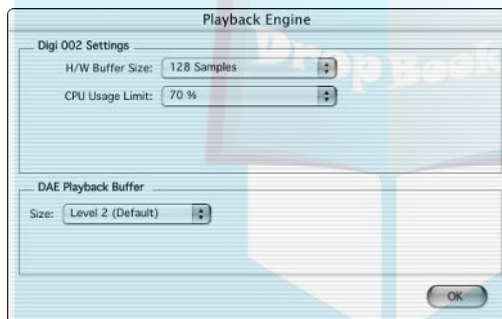 Playback Engine
Digi 002 Settings
H/W Buffer Size: 128 Samples
CPU Usage Limit: 70 %
DAE Playback Buffer
Size: Level 2 (Default)
OK
DropBook